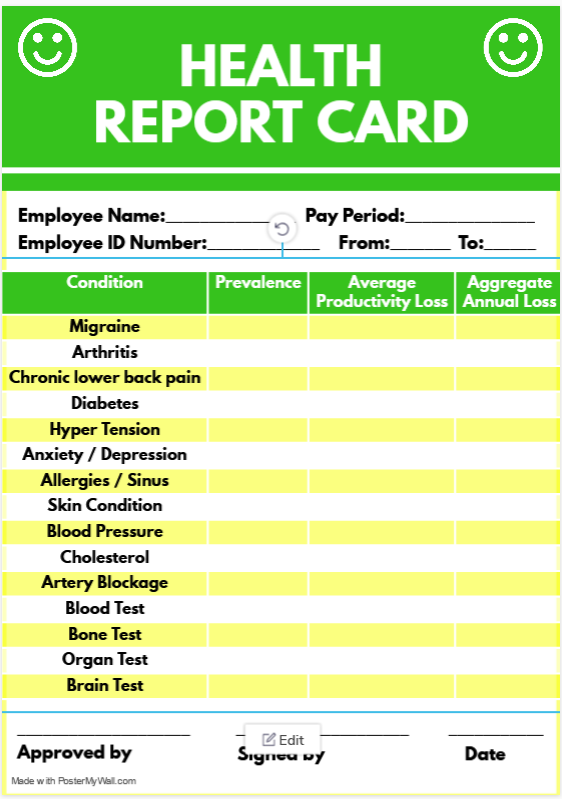 HEALTH
REPORT CARD
Employee Name:____________ Pay Period:______________
Employee ID Number:____________ From:______ To:______
Condition Prevalence Average Productivity Loss Aggregate Annual Loss
Migraine
Arthritis
Chronic lower back pain
Diabetes
Hyper Tension
Anxiety / Depression
Allergies / Sinus
Skin Condition
Blood Pressure
Cholesterol
Artery Blockage
Blood Test
Bone Test
Organ Test
Brain Test
Edit
Approved by Signed by Date
Made with PosterMyWall.com